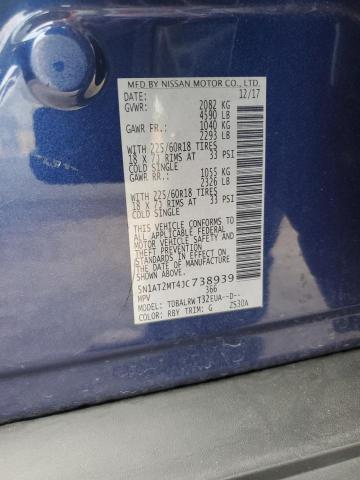 MFD BY NISSAN MOTOR CO., LTD.
DATE: 12/17
GVWR: 2082 KG
4590 LB
GAWR FR.: 1040 KG
2293 LB
WITH 225/60R18 TIRES
18 X 7J RIMS AT 33 PSI
COLD SINGLE
GAWR RR.: 1055 KG
2326 LB
WITH 225/60R18 TIRES
18 X 7J RIMS AT 33 PSI
COLD SINGLE
THIS VEHICLE CONFORMS TO
ALL APPLICABLE FEDERAL
MOTOR VEHICLE SAFETY AND
THEFT PREVENTION
STANDARDS IN EFFECT ON
THE DATE OF MANUFACTURE
SHOWN ABOVE.
5N1AT2MT4JC738939
MPV 366
MODEL: TDBALRWT32EUA--D--
COLOR: RBY TRIM: G Z530A